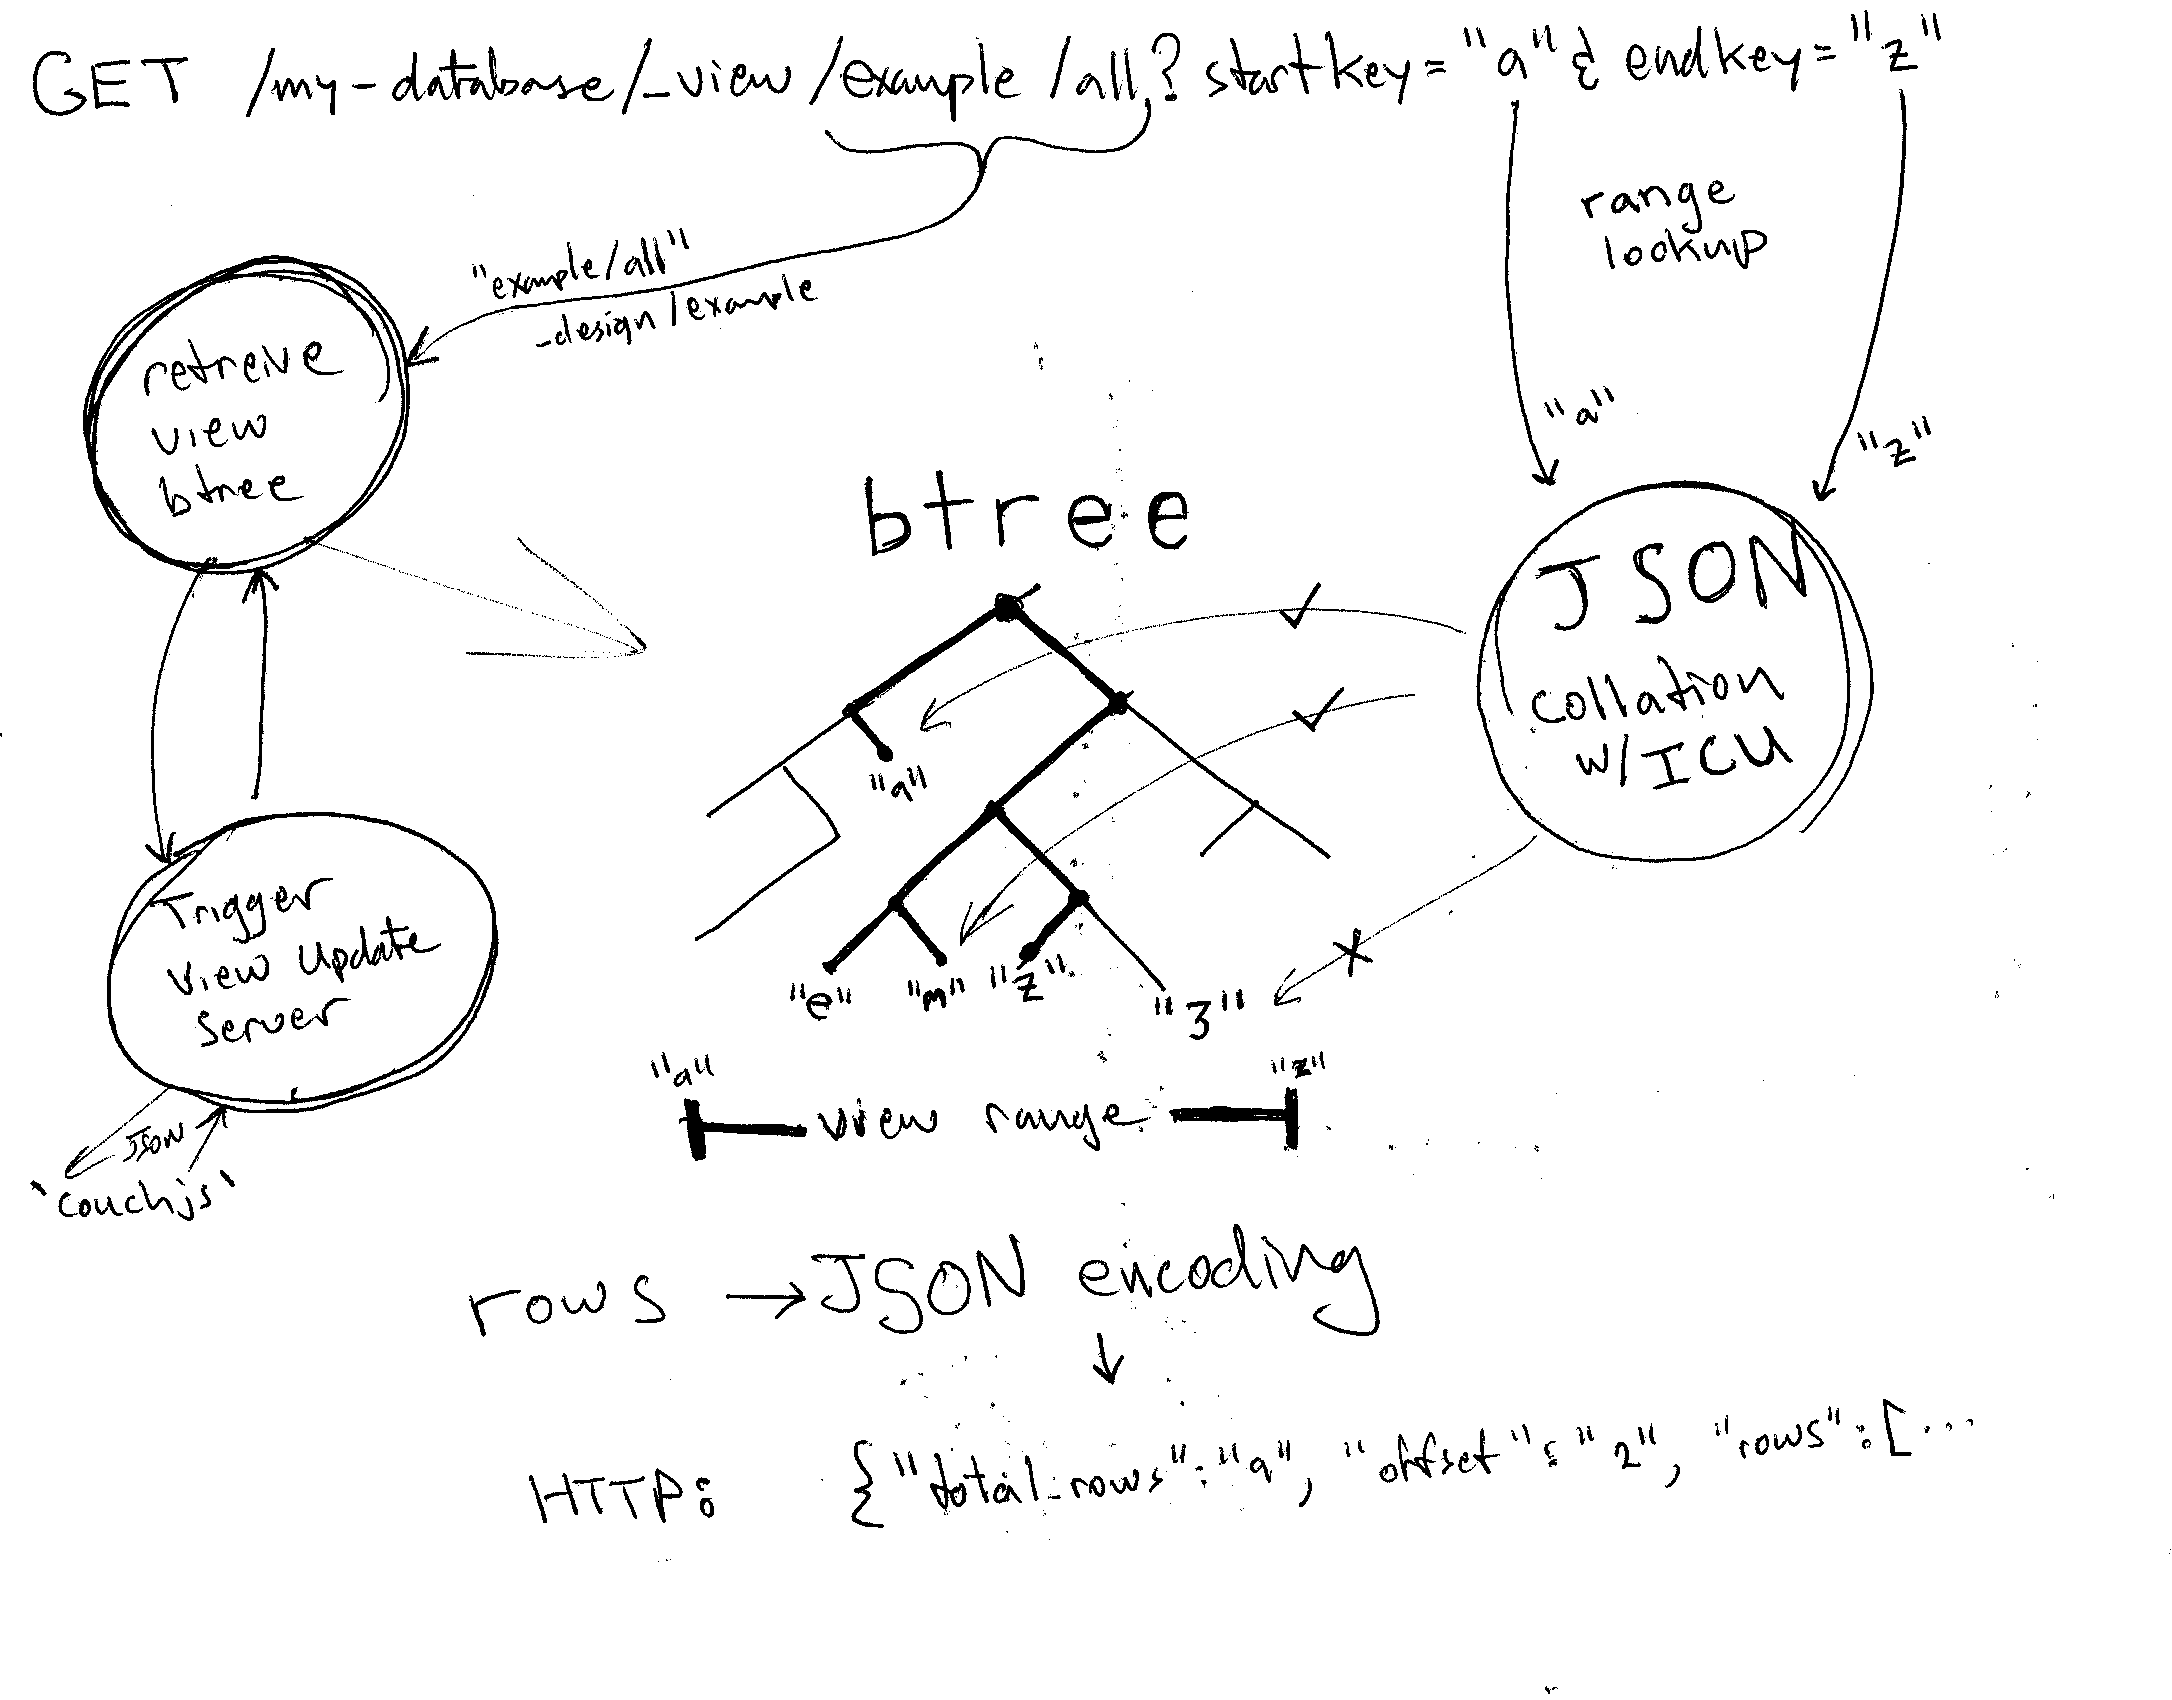 GET /my-database/_view/example/all?startkey="a"&endkey="z"
range
lookup
"example/all"
_design/example
retreive
view
btree
"a"
"z"
btree
JSON
collation
w/ICU
"a"
Trigger
View Update
Server
"e" "m" "z" "3"
"a" "z"
view range
JSON
`couchjs`
rows → JSON encoding
HTTP: {"total_rows":"9", "offset":"2", "rows":[...